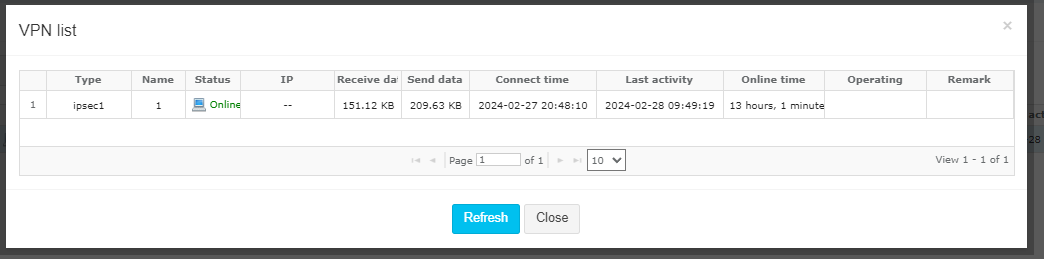 VPN list
×
Type Name Status IP Receive dat Send data Connect time Last activity Online time Operating Remark
1 ipsec1 1 Online -- 151.12 KB 209.63 KB 2024-02-27 20:48:10 2024-02-28 09:49:19 13 hours, 1 minute
Page 1 of 1 10 View 1 - 1 of 1
Refresh Close
act
28